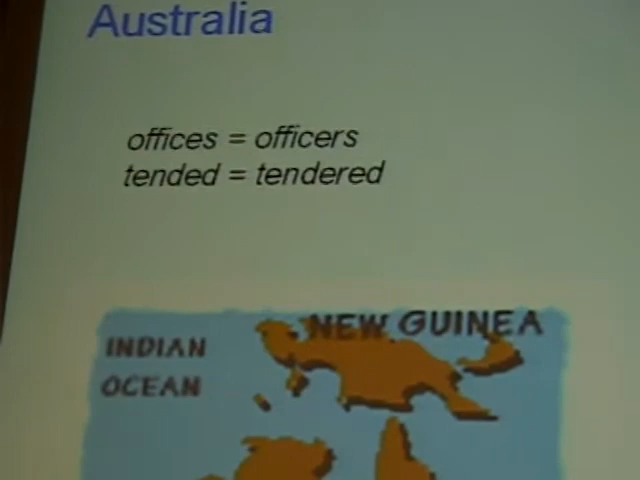 Australia
offices = officers
tended = tendered
NEW GUINEA
INDIAN
OCEAN